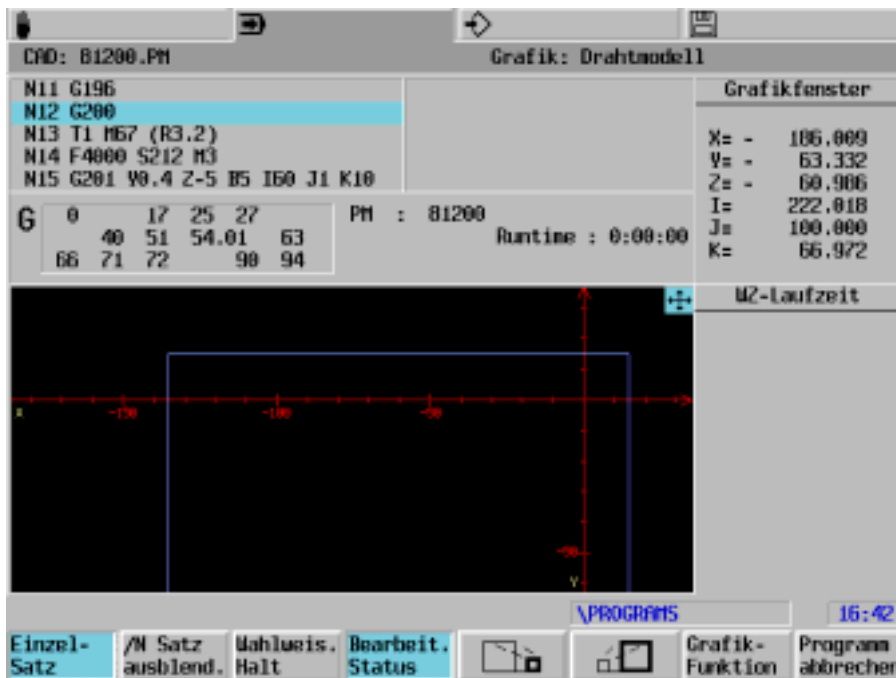 CAD: 81200.PM
Grafik: Drahtmodell
N11 G196
N12 G200
N13 T1 M67 (R3.2)
N14 F4000 S212 M3
N15 G201 Y0.4 Z-5 B5 I60 J1 K10
Grafikfenster
X= - 186.009
Y= - 63.332
Z= - 60.986
I= 222.018
J= 100.000
K= 66.972
G 0 17 25 27
40 51 54.01 63
66 71 72 90 94
PM : 81200
Runtime : 0:00:00
WZ-Laufzeit
X -150 -100 -50
-50
Y
\PROGRAMS 16:42
Einzel-
Satz
/N Satz
ausblend.
Wahlweis.
Halt
Bearbeit.
Status
Grafik-
Funktion
Programm
abbrechen